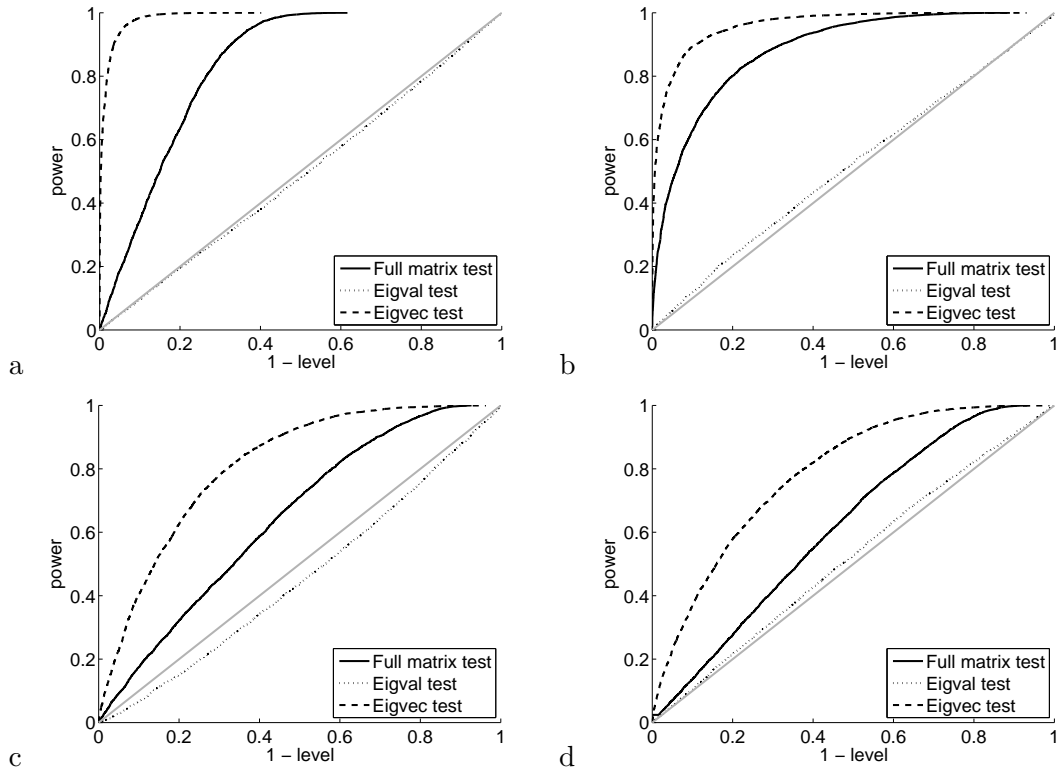 1
0.8
0.6
0.4
0.2
0
power
0 0.2 0.4 0.6 0.8 1
1 − level
Full matrix test
Eigval test
Eigvec test
a
1
0.8
0.6
0.4
0.2
0
power
0 0.2 0.4 0.6 0.8 1
1 − level
Full matrix test
Eigval test
Eigvec test
b
1
0.8
0.6
0.4
0.2
0
power
0 0.2 0.4 0.6 0.8 1
1 − level
Full matrix test
Eigval test
Eigvec test
c
1
0.8
0.6
0.4
0.2
0
power
0 0.2 0.4 0.6 0.8 1
1 − level
Full matrix test
Eigval test
Eigvec test
d